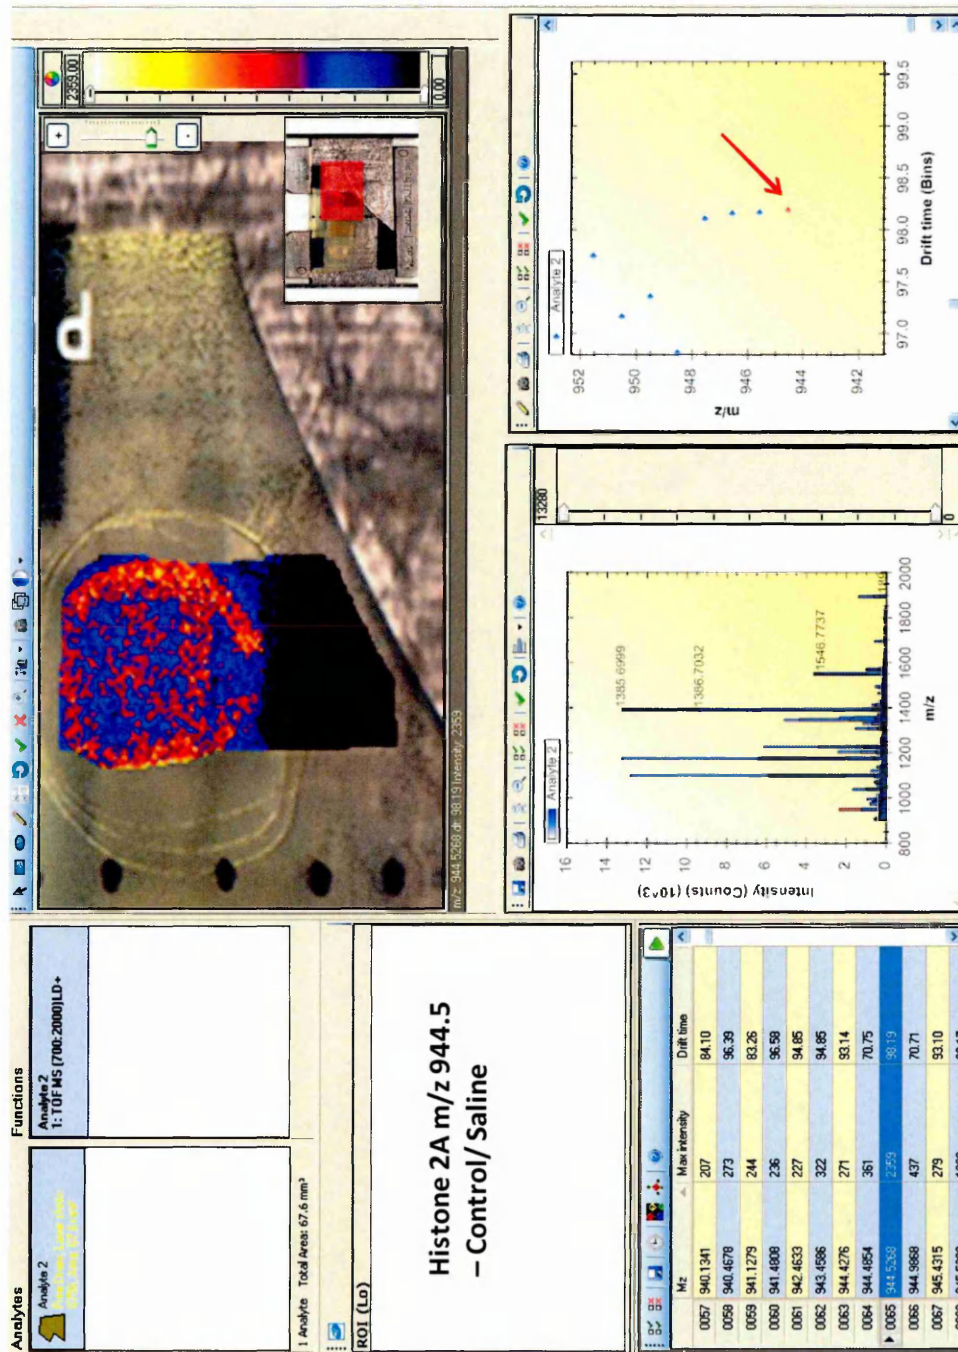 Analytes
Analyte 2
1 Analyte Total Area: 67.6 mm³
Functions
Analyte 2
1: TOF MS [700:2000]LD+
ROI (Lo)
Histone 2A m/z 944.5
– Control/ Saline
Mz Max intensity Drift time
0057 940.1341 207 84.10
0058 940.4678 273 96.39
0059 941.1279 244 83.26
0060 941.4808 236 96.58
0061 942.4633 227 94.85
0062 943.4586 322 94.85
0063 944.4276 271 93.14
0064 944.4854 361 70.75
0065 944.5268 2359 98.19
0066 944.9868 437 70.71
0067 945.4315 279 93.10
m/z: 944.5268 dt: 98.19 Intensity: 2359
2359.00
0.00
Analyte 2
16
14
12
10
8
6
4
2
0
Intensity (Counts) (10^3)
1385.6999
1386.7032
1546.7737
800 1000 1200 1400 1600 1800 2000
m/z
13280
0
Analyte 2
952
950
948
946
944
942
m/z
97.0 97.5 98.0 98.5 99.0 99.5
Drift time (Bins)